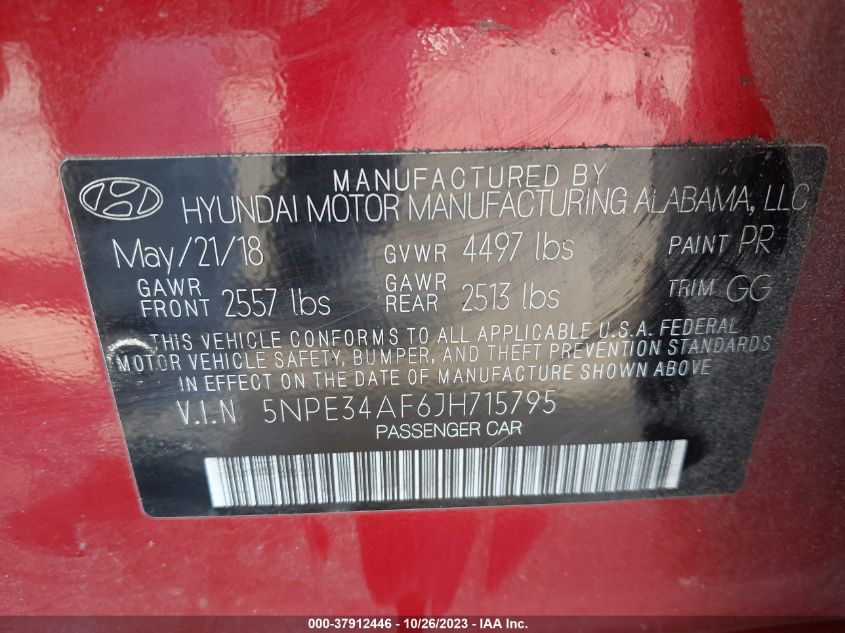 MANUFACTURED BY
HYUNDAI MOTOR MANUFACTURING ALABAMA, LLC
May/21/18 GVWR 4497 lbs PAINT PR
GAWR FRONT 2557 lbs GAWR REAR 2513 lbs TRIM GG
THIS VEHICLE CONFORMS TO ALL APPLICABLE U.S.A. FEDERAL
MOTOR VEHICLE SAFETY, BUMPER, AND THEFT PREVENTION STANDARDS
IN EFFECT ON THE DATE OF MANUFACTURE SHOWN ABOVE
V.I.N 5NPE34AF6JH715795
PASSENGER CAR
000-37912446 - 10/26/2023 - IAA Inc.